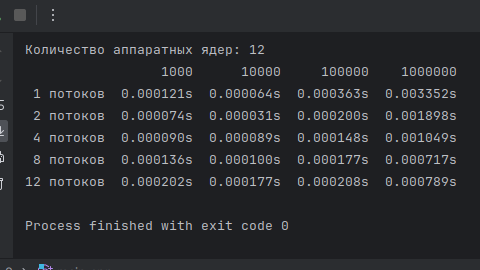 Количество аппаратных ядер: 12
1000 10000 100000 1000000
1 потоков 0.000121s 0.000064s 0.000363s 0.003352s
2 потоков 0.000074s 0.000031s 0.000200s 0.001898s
4 потоков 0.000090s 0.000089s 0.000148s 0.001049s
8 потоков 0.000136s 0.000100s 0.000177s 0.000717s
12 потоков 0.000202s 0.000177s 0.000208s 0.000789s
Process finished with exit code 0